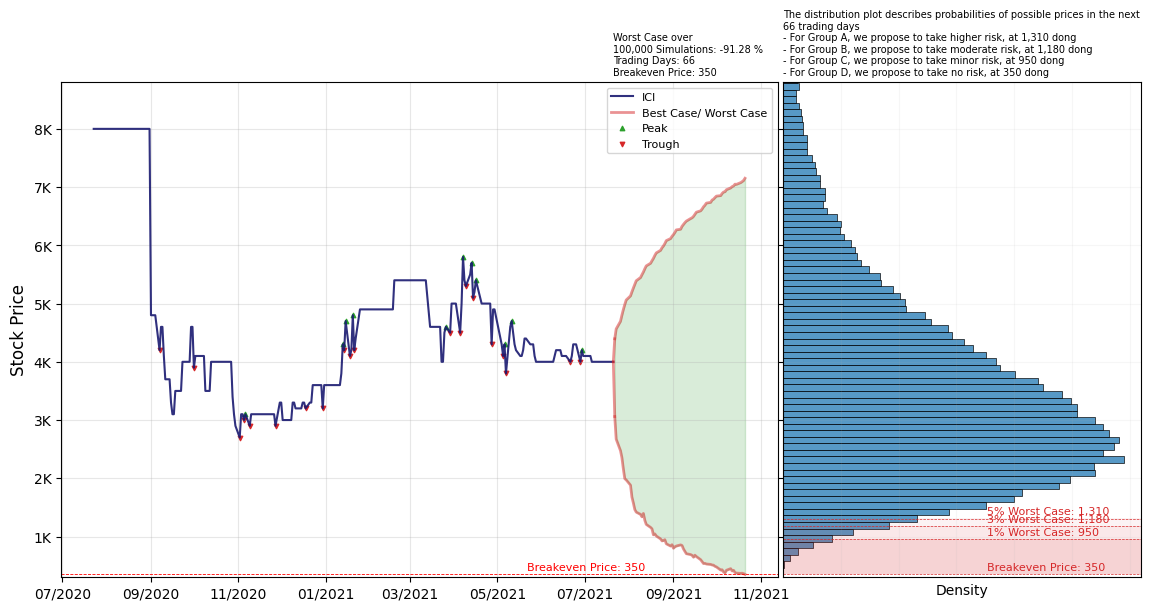 The distribution plot describes probabilities of possible prices in the next
66 trading days
- For Group A, we propose to take higher risk, at 1,310 dong
- For Group B, we propose to take moderate risk, at 1,180 dong
- For Group C, we propose to take minor risk, at 950 dong
- For Group D, we propose to take no risk, at 350 dong
Worst Case over
100,000 Simulations: -91.28 %
Trading Days: 66
Breakeven Price: 350
ICI
Best Case/ Worst Case
Peak
Trough
Stock Price
8K
7K
6K
5K
4K
3K
2K
1K
Breakeven Price: 350
5% Worst Case: 1,310
3% Worst Case: 1,180
1% Worst Case: 950
Breakeven Price: 350
07/2020
09/2020
11/2020
01/2021
03/2021
05/2021
07/2021
09/2021
11/2021
Density